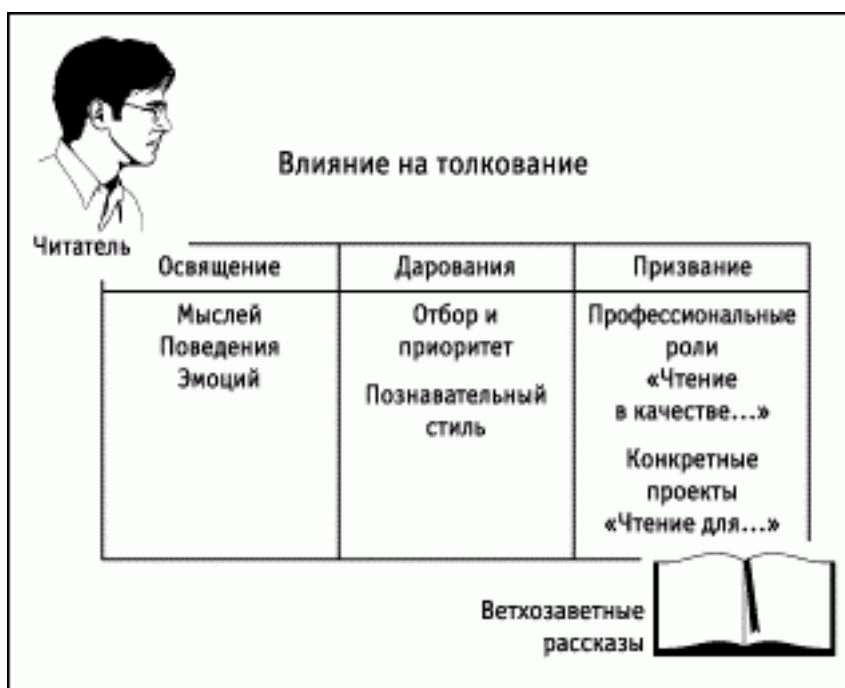 Влияние на толкование
Читатель
Освящение
Дарования
Призвание
Мыслей
Поведения
Эмоций
Отбор и
приоритет
Познавательный
стиль
Профессиональные
роли
«Чтение
в качестве...»
Конкретные
проекты
«Чтение для...»
Ветхозаветные
рассказы